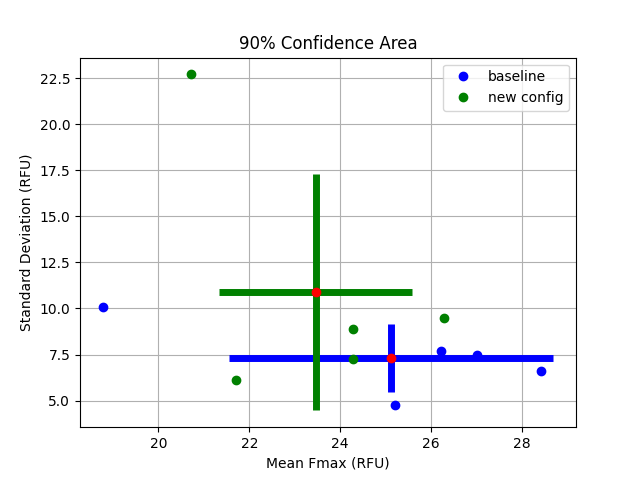 90% Confidence Area
baseline
new config
22.5
20.0
17.5
15.0
12.5
10.0
7.5
5.0
Standard Deviation (RFU)
20
22
24
26
28
Mean Fmax (RFU)